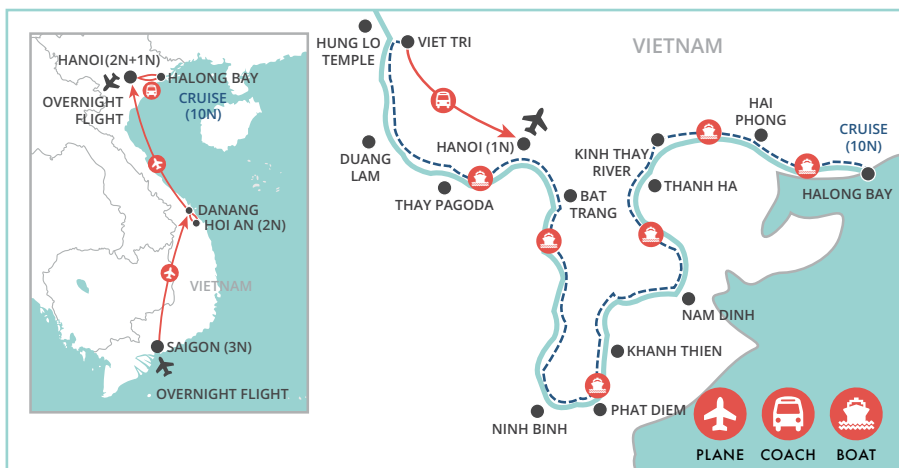 HANOI(2N+1N)
HALONG BAY
OVERNIGHT
FLIGHT
CRUISE
(10N)
DANANG
HOI AN (2N)
VIETNAM
SAIGON (3N)
OVERNIGHT FLIGHT
VIETNAM
HUNG LO
TEMPLE
VIET TRI
HANOI (1N)
DUANG
LAM
THAY PAGODA
BAT
TRANG
KINH THAY
RIVER
HAI
PHONG
CRUISE
(10N)
HALONG BAY
THANH HA
NAM DINH
KHANH THIEN
NINH BINH
PHAT DIEM
PLANE
COACH
BOAT